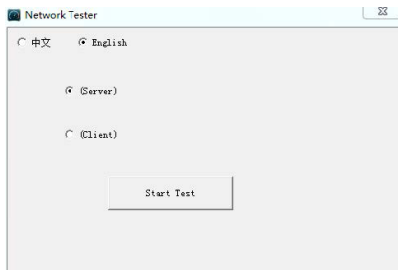 Network Tester
中文 English
(Server)
(Client)
Start Test